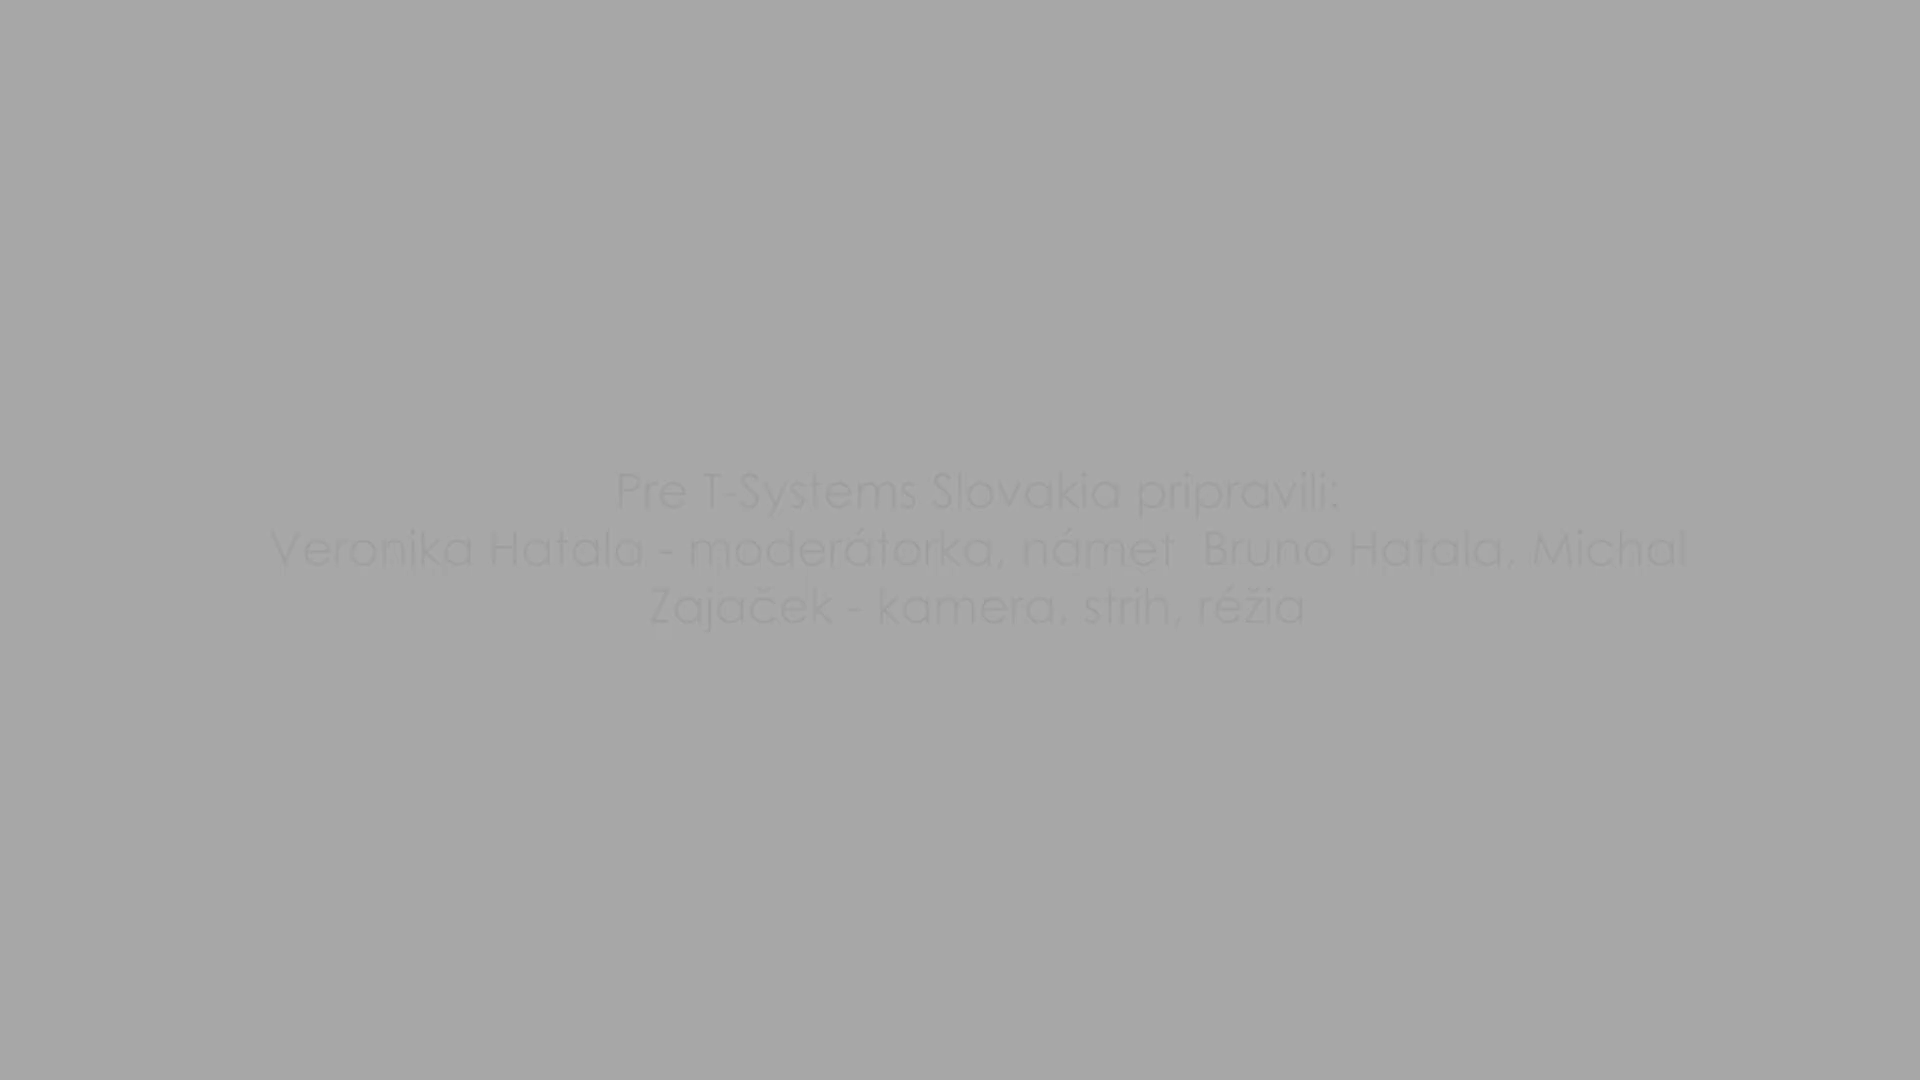 Pre T-Systems Slovakia pripravili:
Veronika Hatala - moderátorka, námet  Bruno Hatala, Michal
Zajaček - kamera, strih, réžia